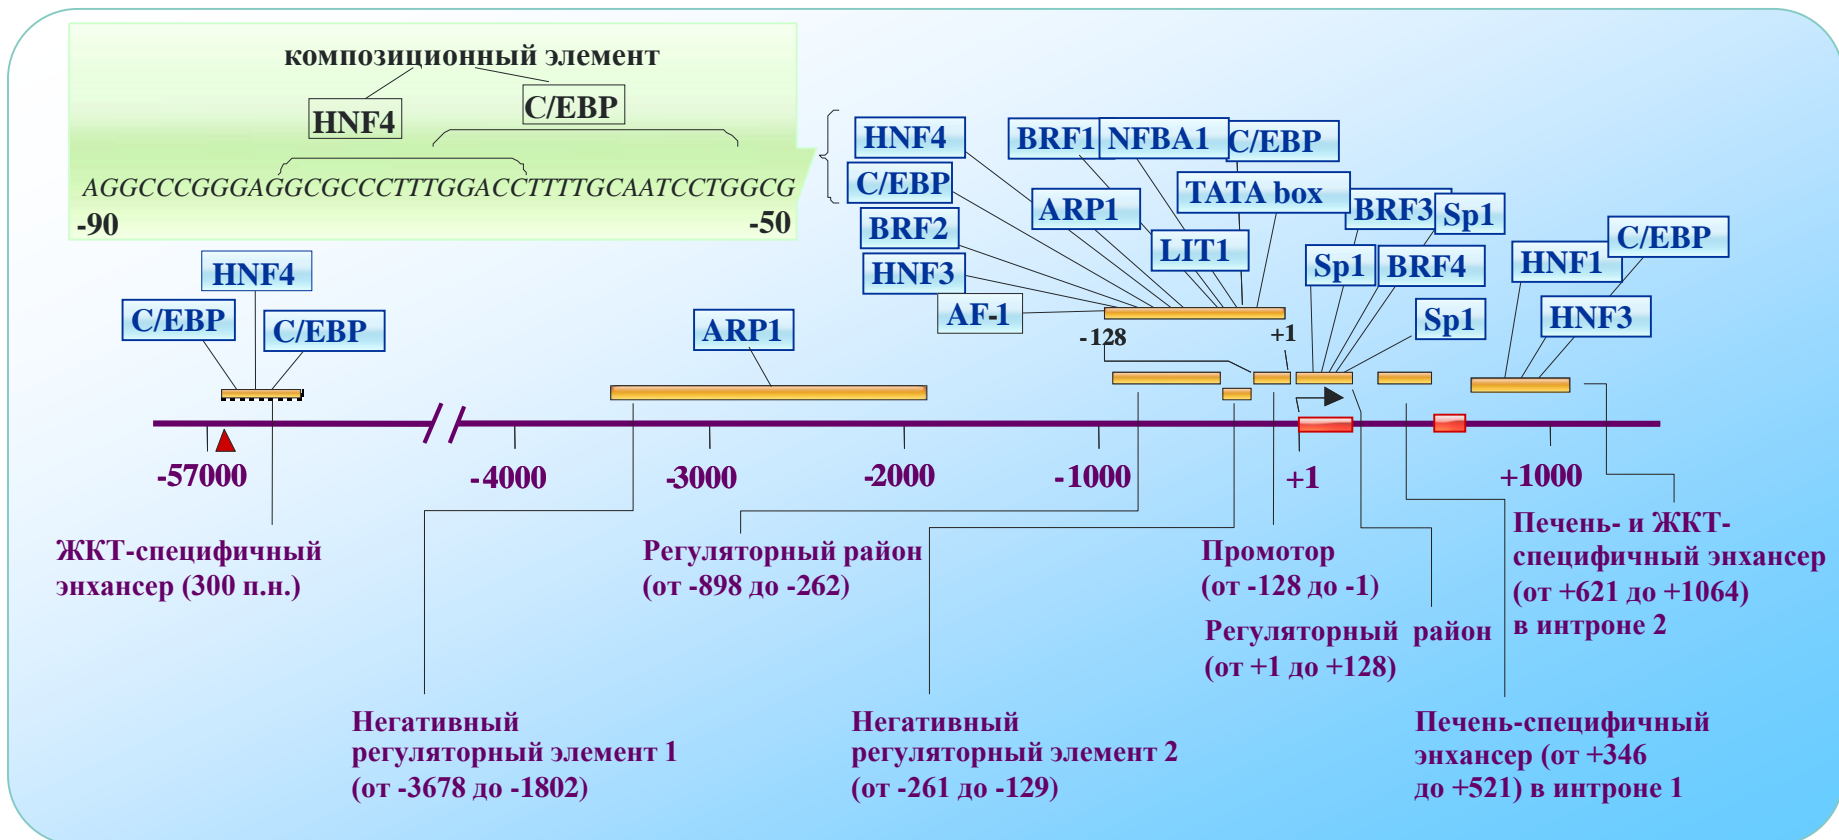 композиционный элемент
HNF4
C/EBP
AGGCCCGGGAGGCGCCCTTTGGACCTTTTGCAATCCTGGCG
-90
-50
HNF4
C/EBP
BRF2
HNF3
AF-1
BRF1
NFBA1
C/EBP
ARP1
TATA box
LIT1
BRF3
Sp1
Sp1
BRF4
Sp1
HNF1
C/EBP
HNF3
HNF4
C/EBP
C/EBP
ARP1
-128
+1
-57000
-4000
-3000
-2000
-1000
+1
+1000
ЖКТ-специфичный
энхансер (300 п.н.)
Регуляторный район
(от -898 до -262)
Промотор
(от -128 до -1)
Регуляторный район
(от +1 до +128)
Печень- и ЖКТ-
специфичный энхансер
(от +621 до +1064)
в интроне 2
Негативный
регуляторный элемент 1
(от -3678 до -1802)
Негативный
регуляторный элемент 2
(от -261 до -129)
Печень-специфичный
энхансер (от +346
до +521) в интроне 1